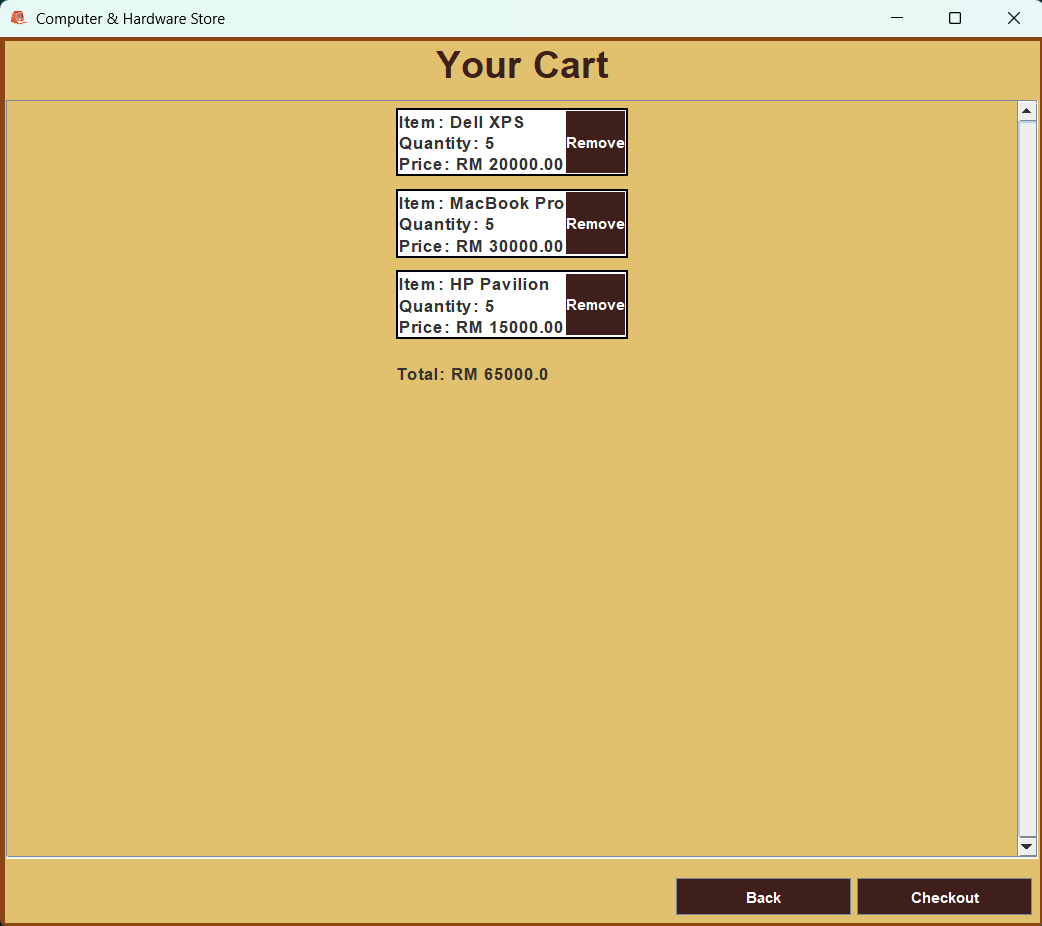 Computer & Hardware Store
Your Cart
Item : Dell XPS
Quantity : 5
Price : RM 20000.00
Remove
Item : MacBook Pro
Quantity : 5
Price : RM 30000.00
Remove
Item : HP Pavilion
Quantity : 5
Price : RM 15000.00
Remove
Total: RM 65000.0
Back
Checkout